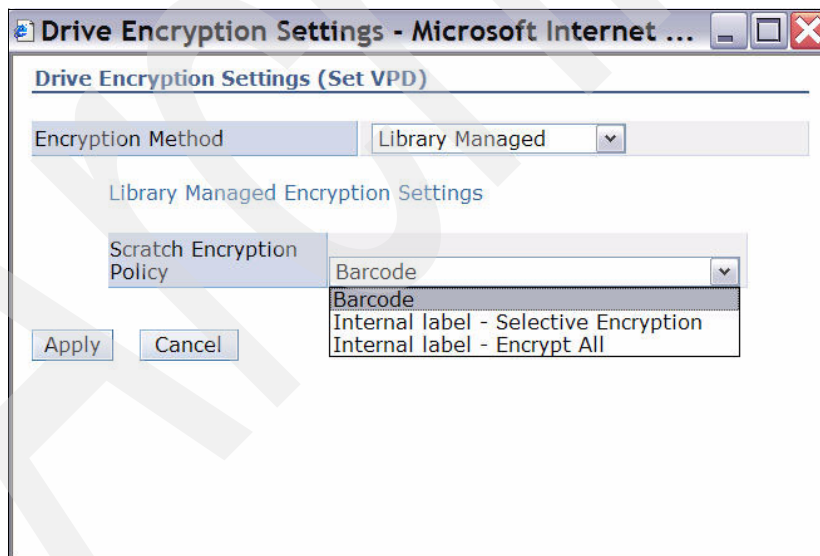 Drive Encryption Settings - Microsoft Internet ...
Drive Encryption Settings (Set VPD)
Encryption Method
Library Managed
Library Managed Encryption Settings
Scratch Encryption
Policy
Barcode
Barcode
Internal label - Selective Encryption
Internal label - Encrypt All
Apply
Cancel